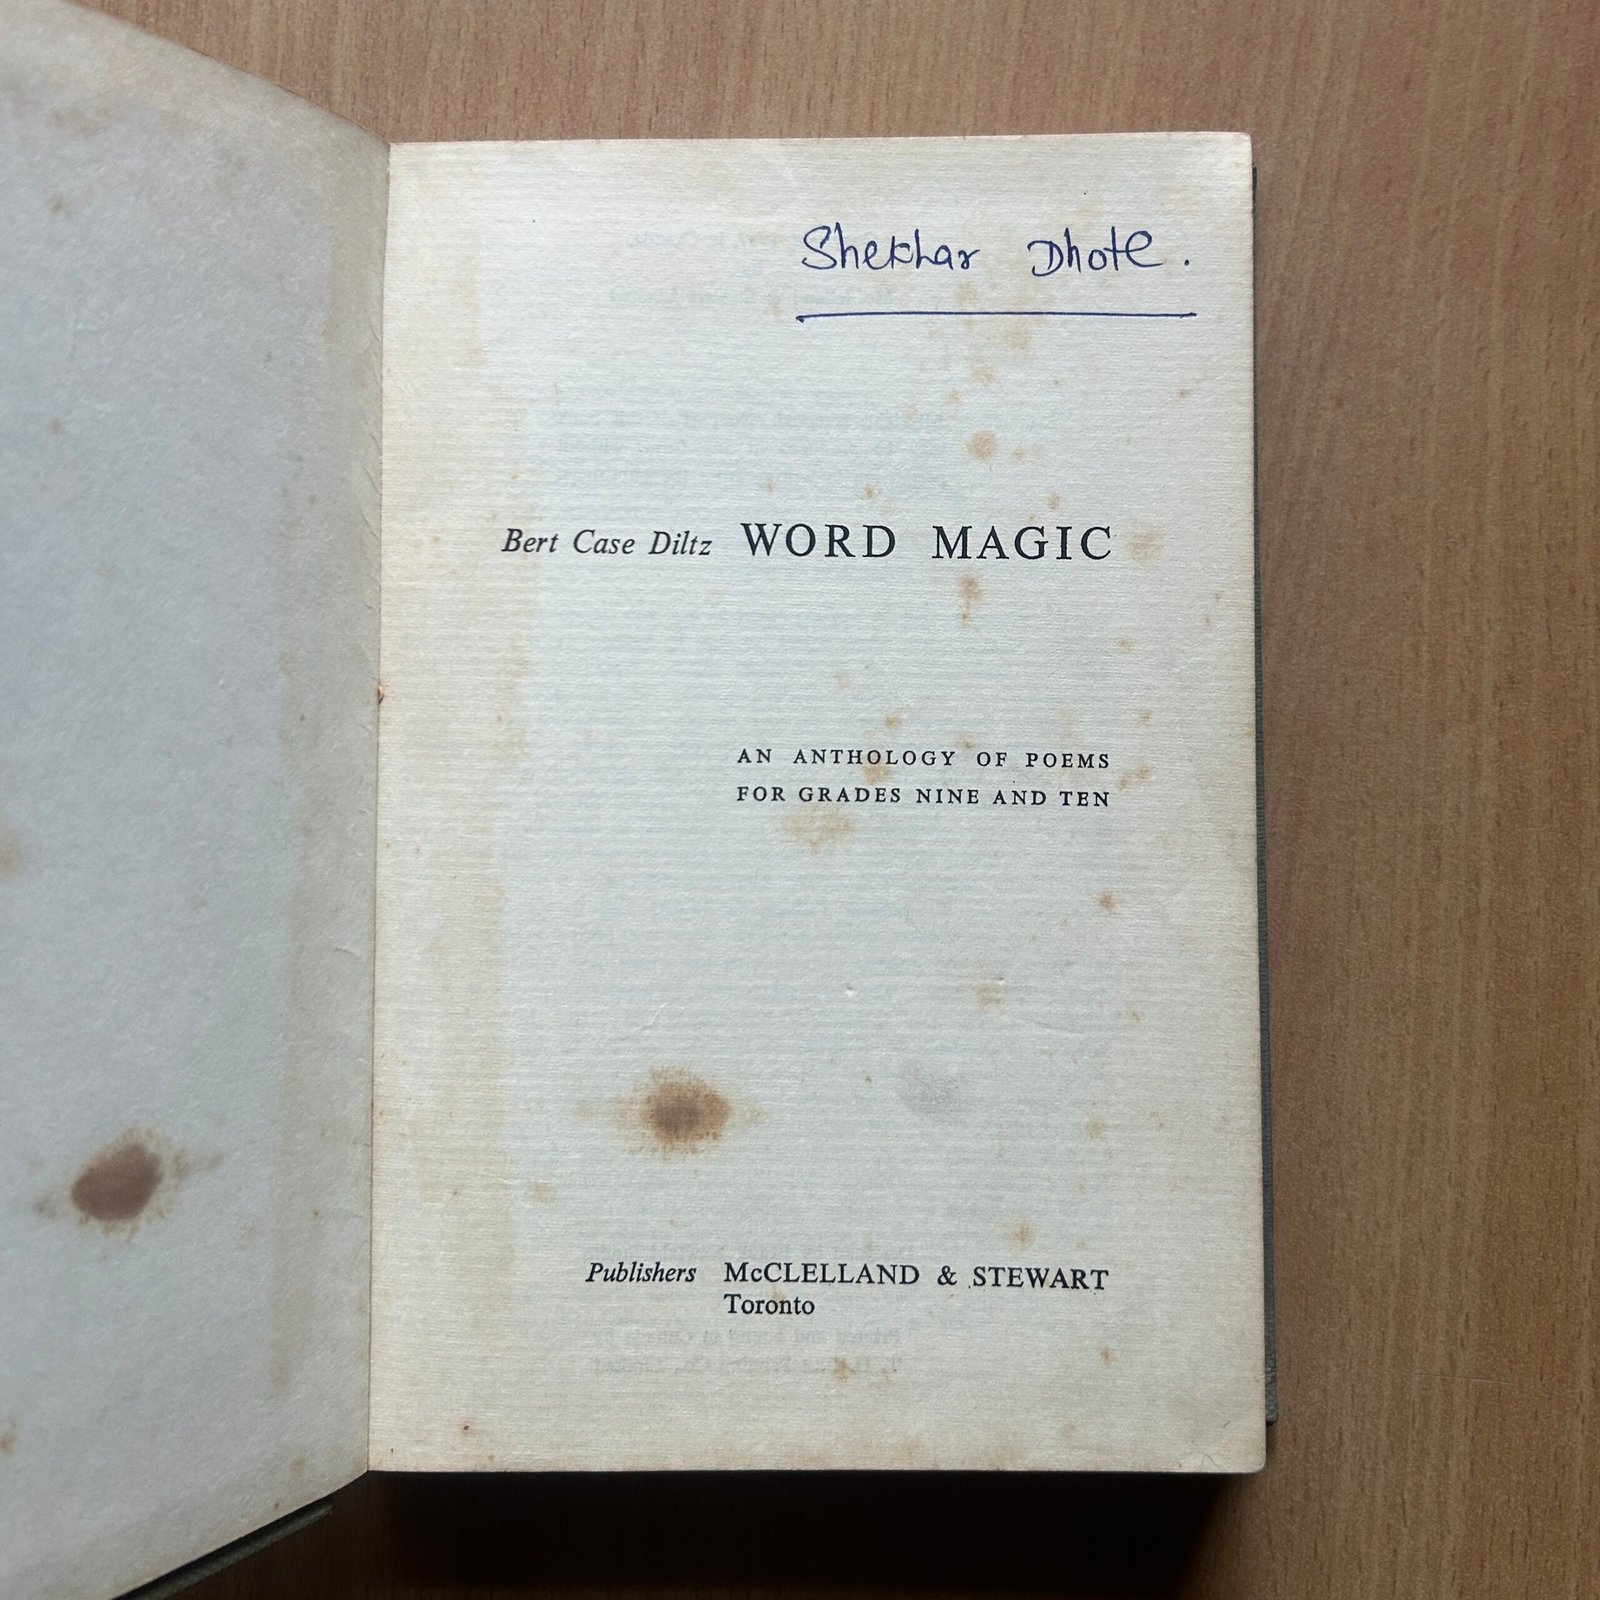 Shekhar Dhote.
Bert Case Diltz WORD MAGIC
AN ANTHOLOGY OF POEMS
FOR GRADES NINE AND TEN
Publishers McCLELLAND & STEWART
Toronto